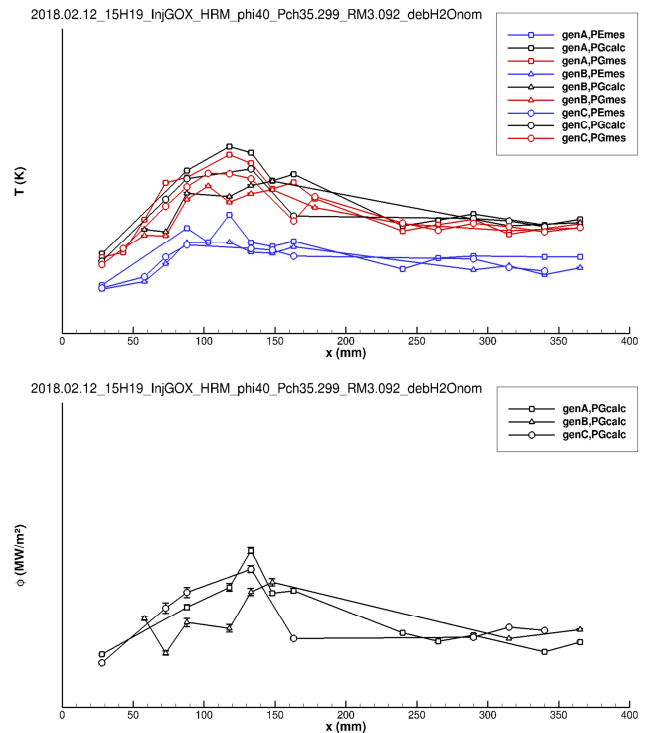 2018.02.12_15H19_InjGOX_HRM_phi40_Pch35.299_RM3.092_debH2Onom
genA,PEmes
genA,PGcalc
genA,PGmes
genB,PEmes
genB,PGcalc
genB,PGmes
genC,PEmes
genC,PGcalc
genC,PGmes
T (K)
0 50 100 150 200 250 300 350 400
x (mm)
2018.02.12_15H19_InjGOX_HRM_phi40_Pch35.299_RM3.092_debH2Onom
genA,PGcalc
genB,PGcalc
genC,PGcalc
ϕ (MW/m²)
0 50 100 150 200 250 300 350 400
x (mm)